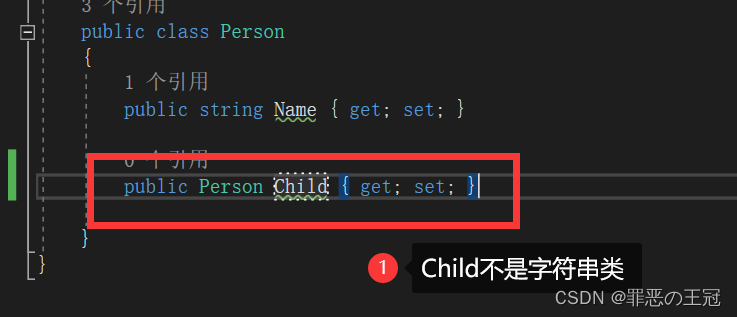 3 个引用
public class Person
{
1 个引用
public string Name { get; set; }
0 个引用
public Person Child { get; set; }
}
}
1 Child不是字符串类
CSDN @罪恶の王冠